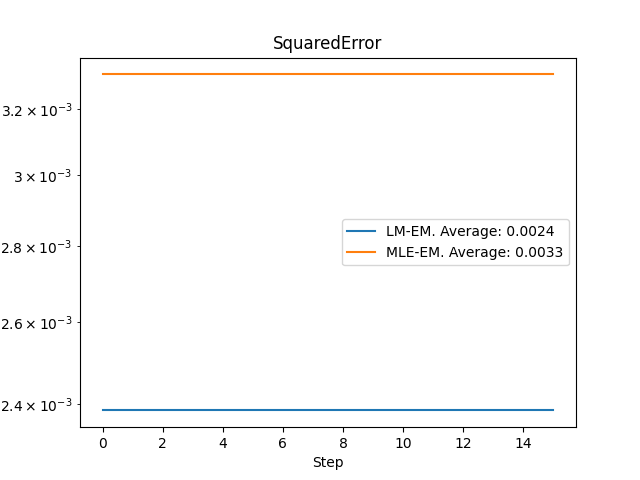 SquaredError
3.2 × 10⁻³
3 × 10⁻³
2.8 × 10⁻³
2.6 × 10⁻³
2.4 × 10⁻³
LM-EM. Average: 0.0024
MLE-EM. Average: 0.0033
0 2 4 6 8 10 12 14
Step